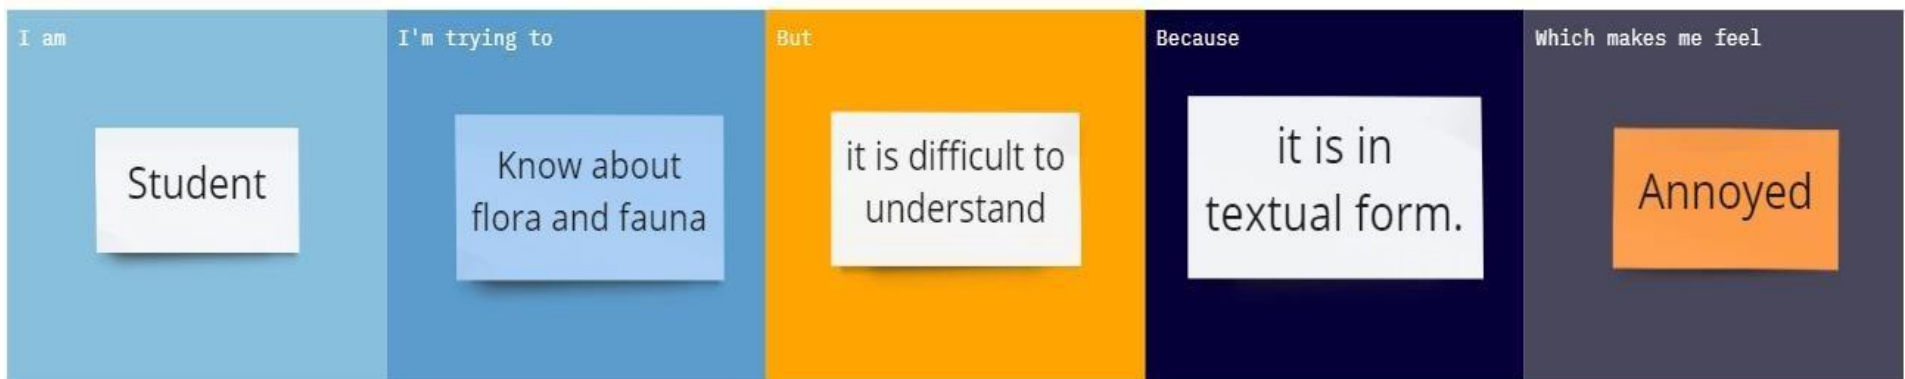 I am
Student
I'm trying to
Know about
flora and fauna
But
it is difficult to
understand
Because
it is in
textual form.
Which makes me feel
Annoyed